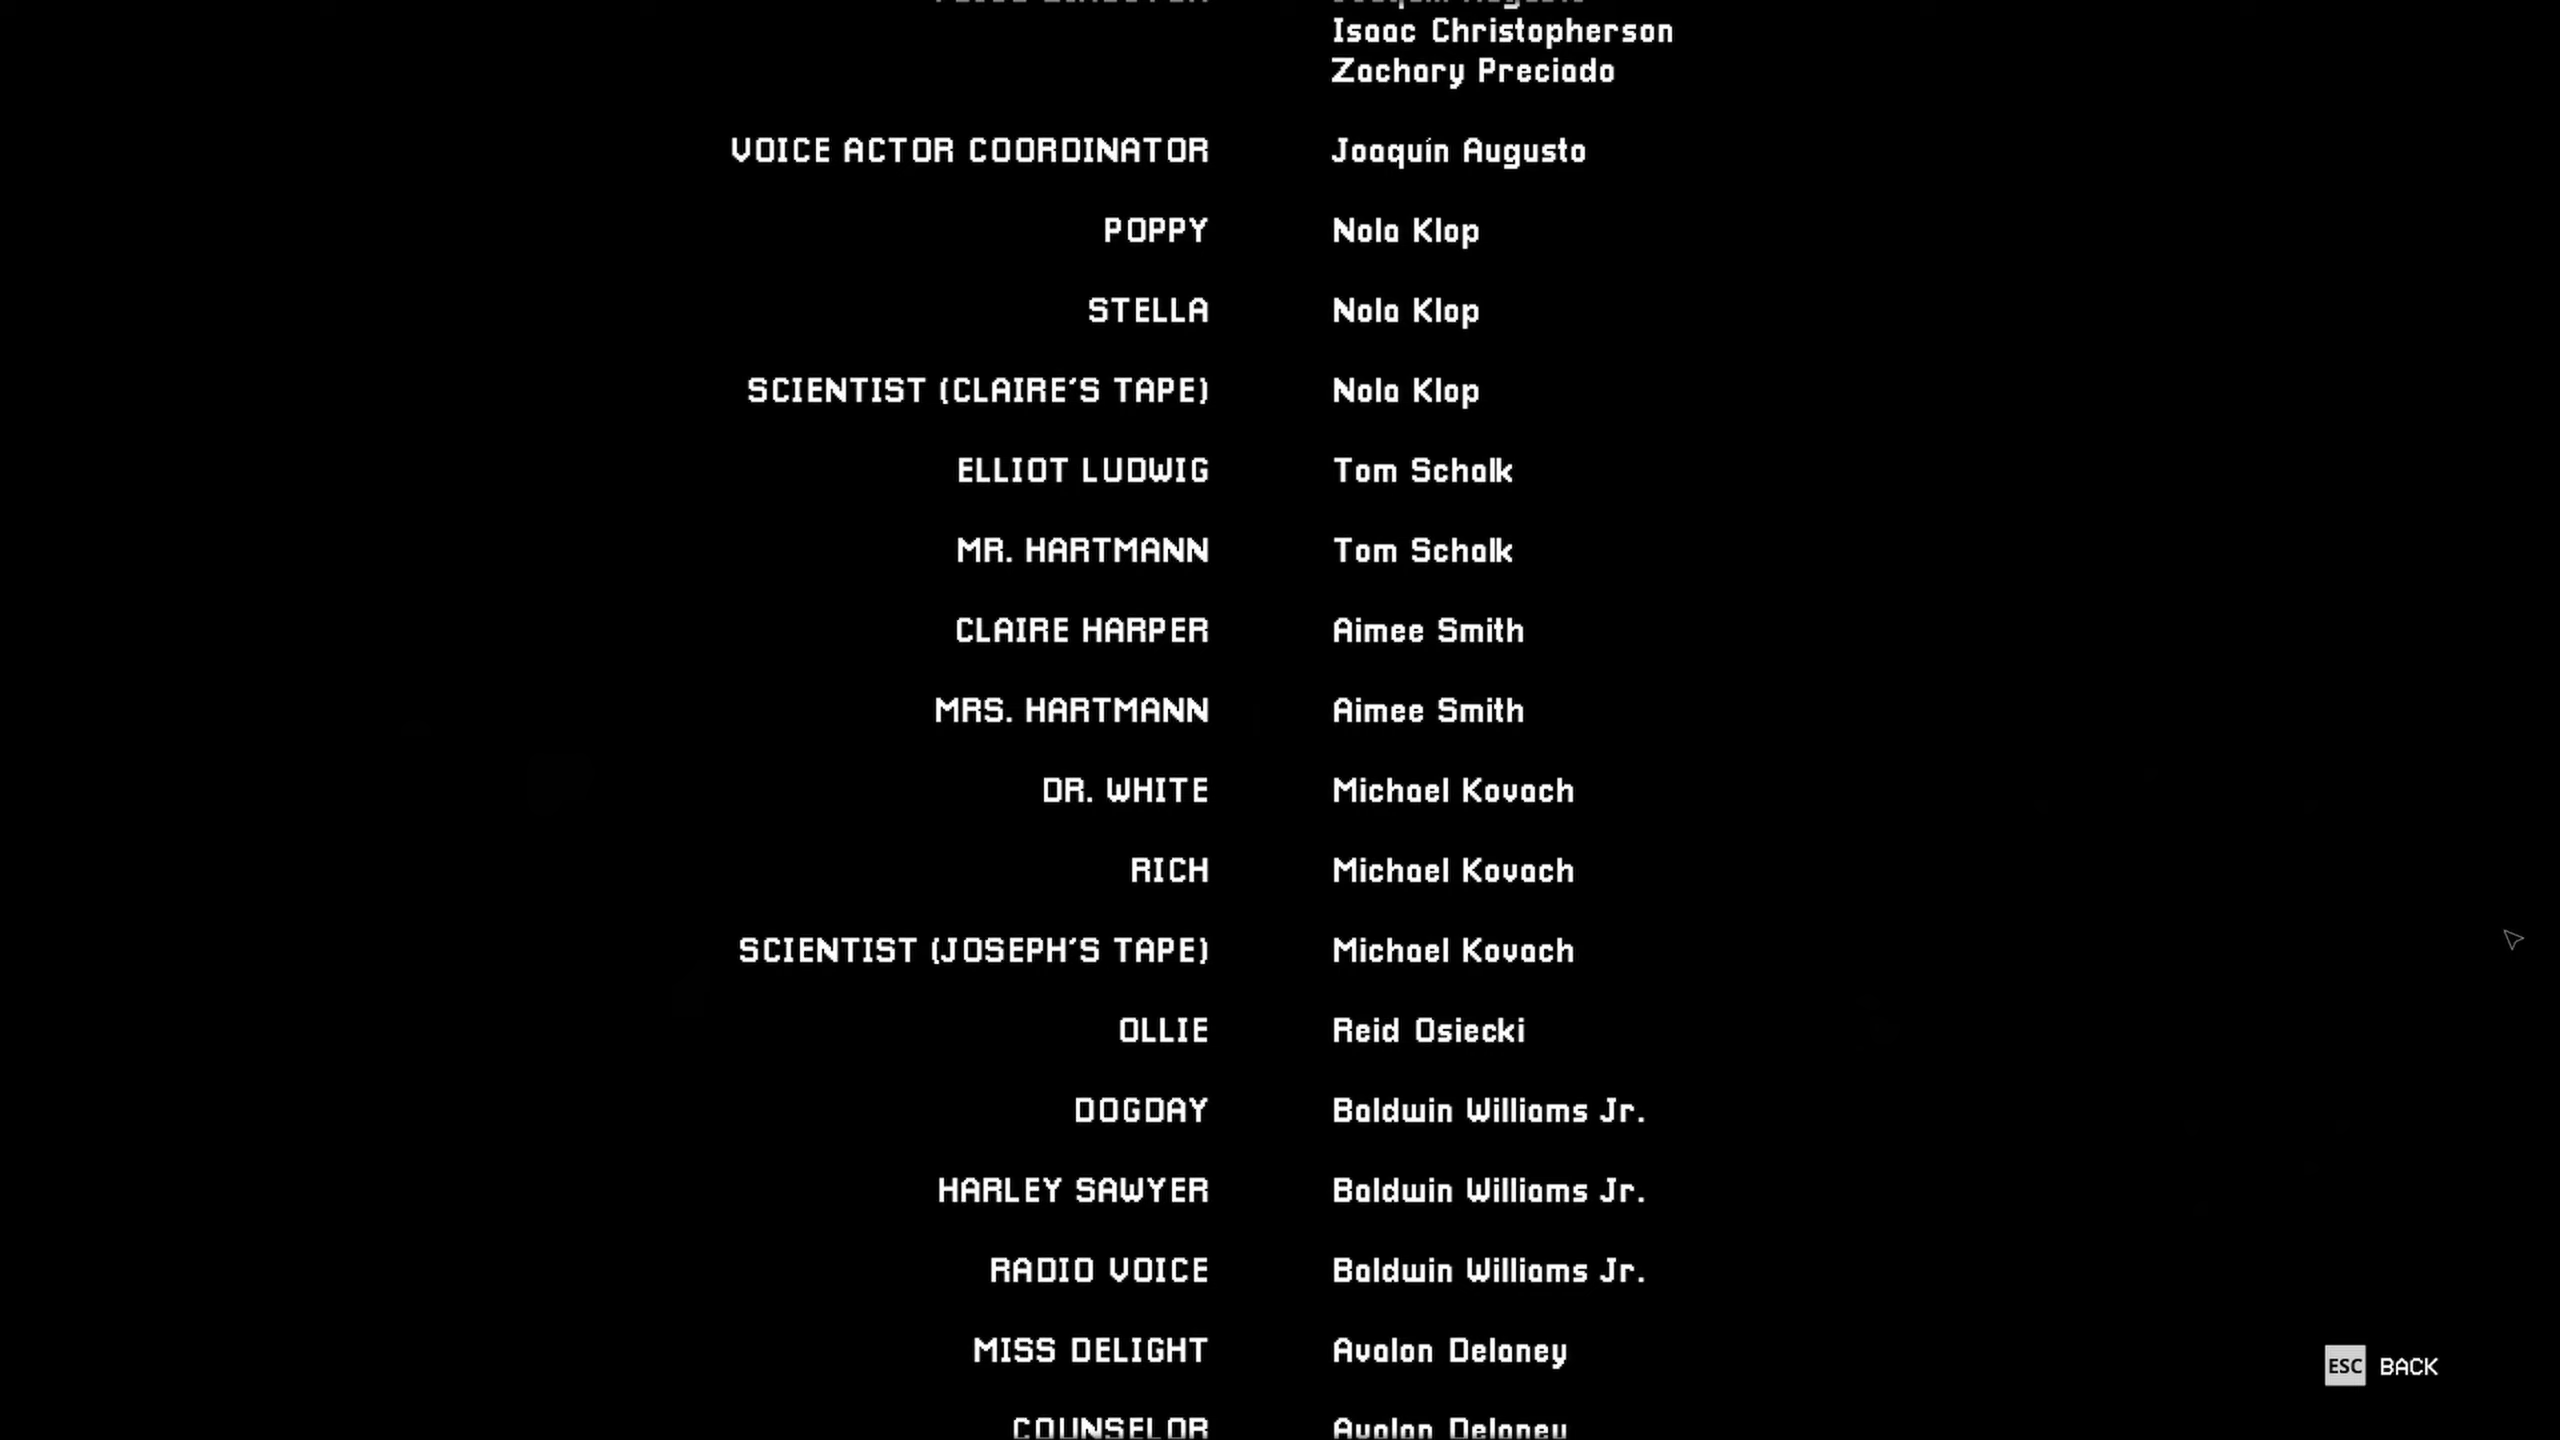 Joaquín Augusto
Isaac Christopherson
Zachary Preciado
VOICE ACTOR COORDINATOR Joaquín Augusto
POPPY Nola Klop
STELLA Nola Klop
SCIENTIST (CLAIRE'S TAPE) Nola Klop
ELLIOT LUDWIG Tom Schalk
MR. HARTMANN Tom Schalk
CLAIRE HARPER Aimee Smith
MRS. HARTMANN Aimee Smith
DR. WHITE Michael Kovach
RICH Michael Kovach
SCIENTIST (JOSEPH'S TAPE) Michael Kovach
OLLIE Reid Osiecki
DOGDAY Baldwin Williams Jr.
HARLEY SAWYER Baldwin Williams Jr.
RADIO VOICE Baldwin Williams Jr.
MISS DELIGHT Avalon Delaney
ESC BACK
COUNSELOR Avalon Delaney